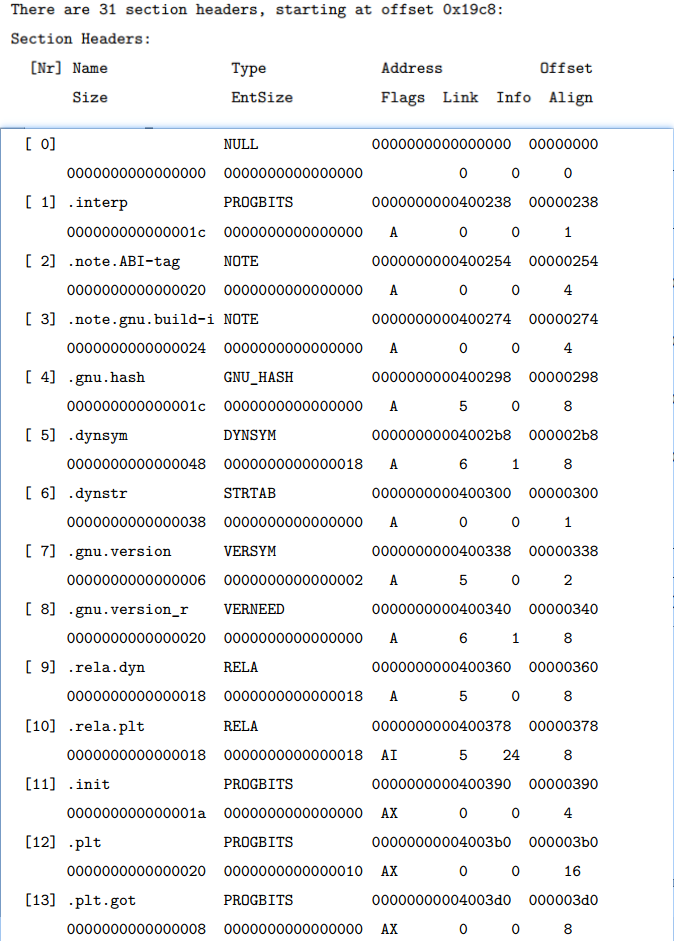 There are 31 section headers, starting at offset 0x19c8:
Section Headers:
[Nr] Name Type Address Offset
Size EntSize Flags Link Info Align
[ 0] NULL 0000000000000000 00000000
0000000000000000 0000000000000000 0 0 0
[ 1] .interp PROGBITS 0000000000400238 00000238
000000000000001c 0000000000000000 A 0 0 1
[ 2] .note.ABI-tag NOTE 0000000000400254 00000254
0000000000000020 0000000000000000 A 0 0 4
[ 3] .note.gnu.build-i NOTE 0000000000400274 00000274
0000000000000024 0000000000000000 A 0 0 4
[ 4] .gnu.hash GNU_HASH 0000000000400298 00000298
000000000000001c 0000000000000000 A 5 0 8
[ 5] .dynsym DYNSYM 00000000004002b8 000002b8
0000000000000048 0000000000000018 A 6 1 8
[ 6] .dynstr STRTAB 0000000000400300 00000300
0000000000000038 0000000000000000 A 0 0 1
[ 7] .gnu.version VERSYM 0000000000400338 00000338
0000000000000006 0000000000000002 A 5 0 2
[ 8] .gnu.version_r VERNEED 0000000000400340 00000340
0000000000000020 0000000000000000 A 6 1 8
[ 9] .rela.dyn RELA 0000000000400360 00000360
0000000000000018 0000000000000018 A 5 0 8
[10] .rela.plt RELA 0000000000400378 00000378
0000000000000018 0000000000000018 AI 5 24 8
[11] .init PROGBITS 0000000000400390 00000390
000000000000001a 0000000000000000 AX 0 0 4
[12] .plt PROGBITS 00000000004003b0 000003b0
0000000000000020 0000000000000010 AX 0 0 16
[13] .plt.got PROGBITS 00000000004003d0 000003d0
0000000000000008 0000000000000000 AX 0 0 8